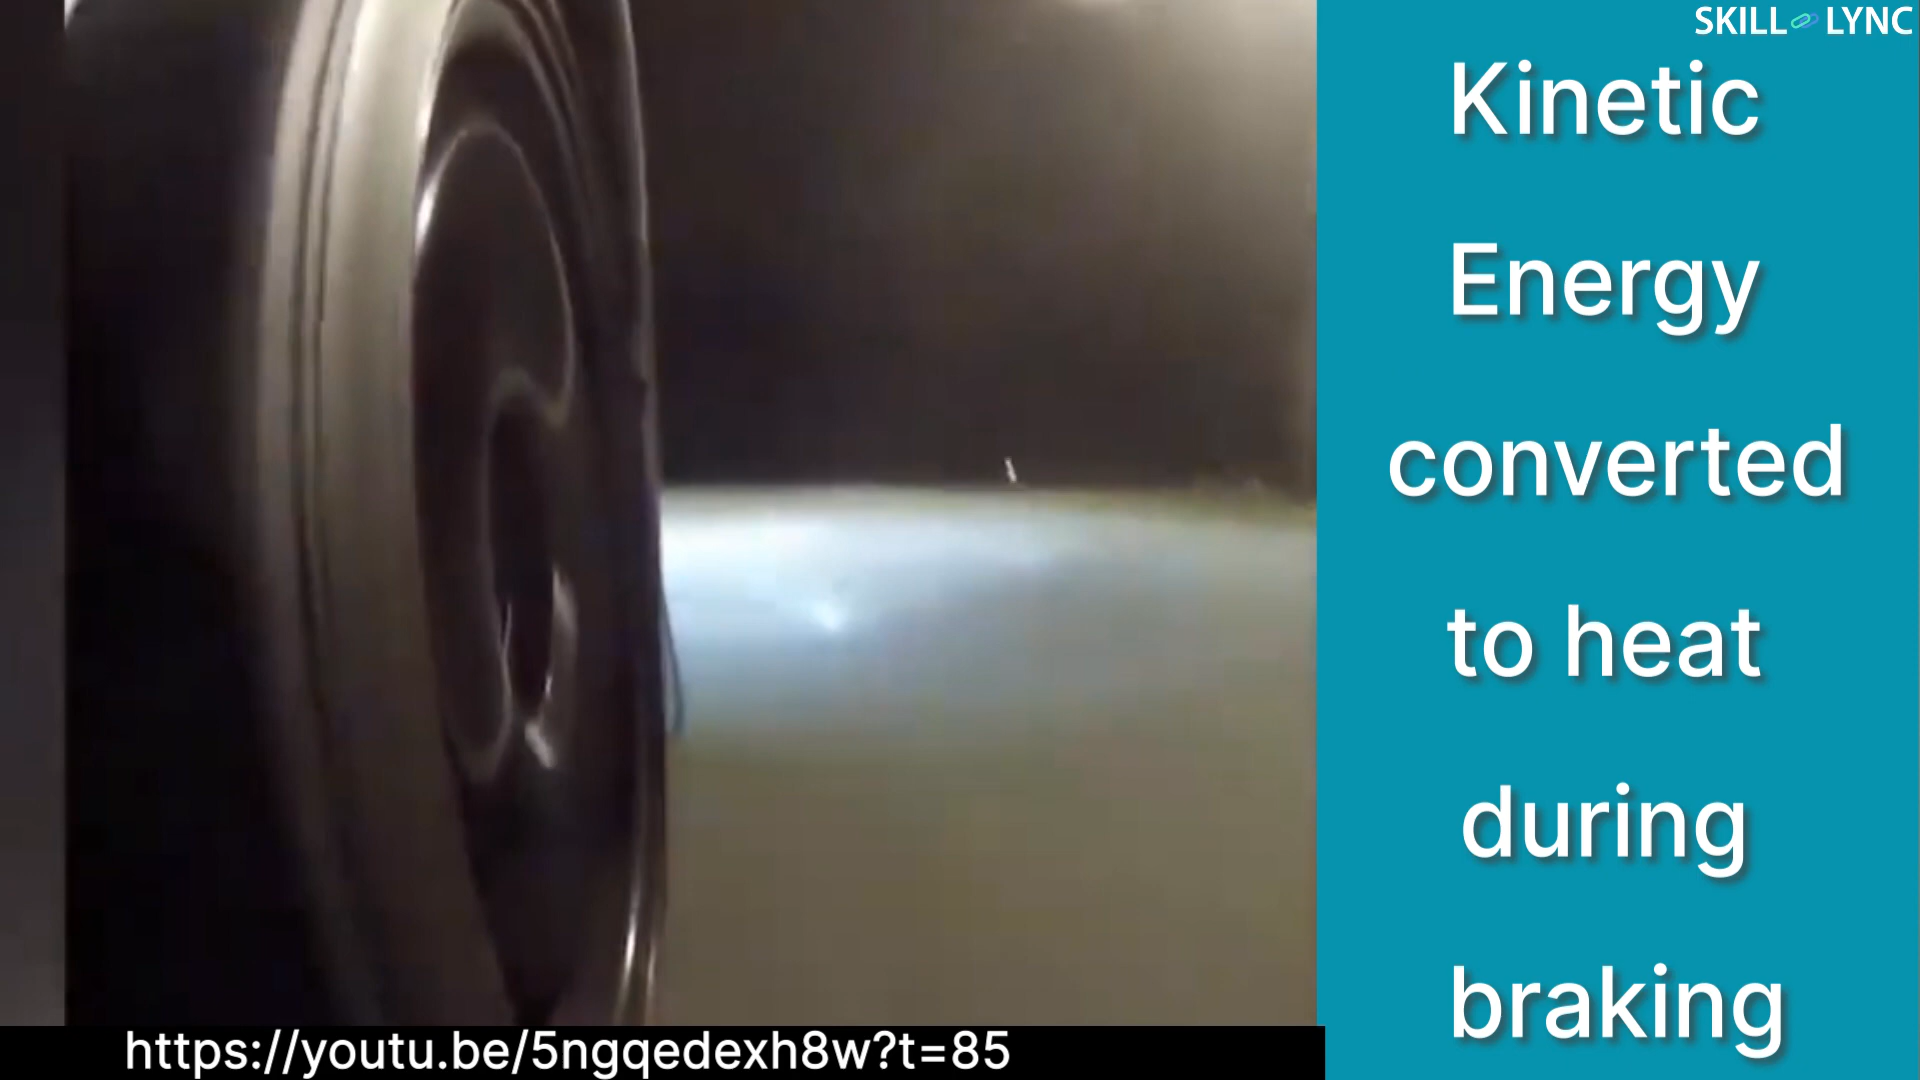 SKILL LYNC
Kinetic
Energy
converted
to heat
during
braking
https://youtu.be/5ngqedexh8w?t=85